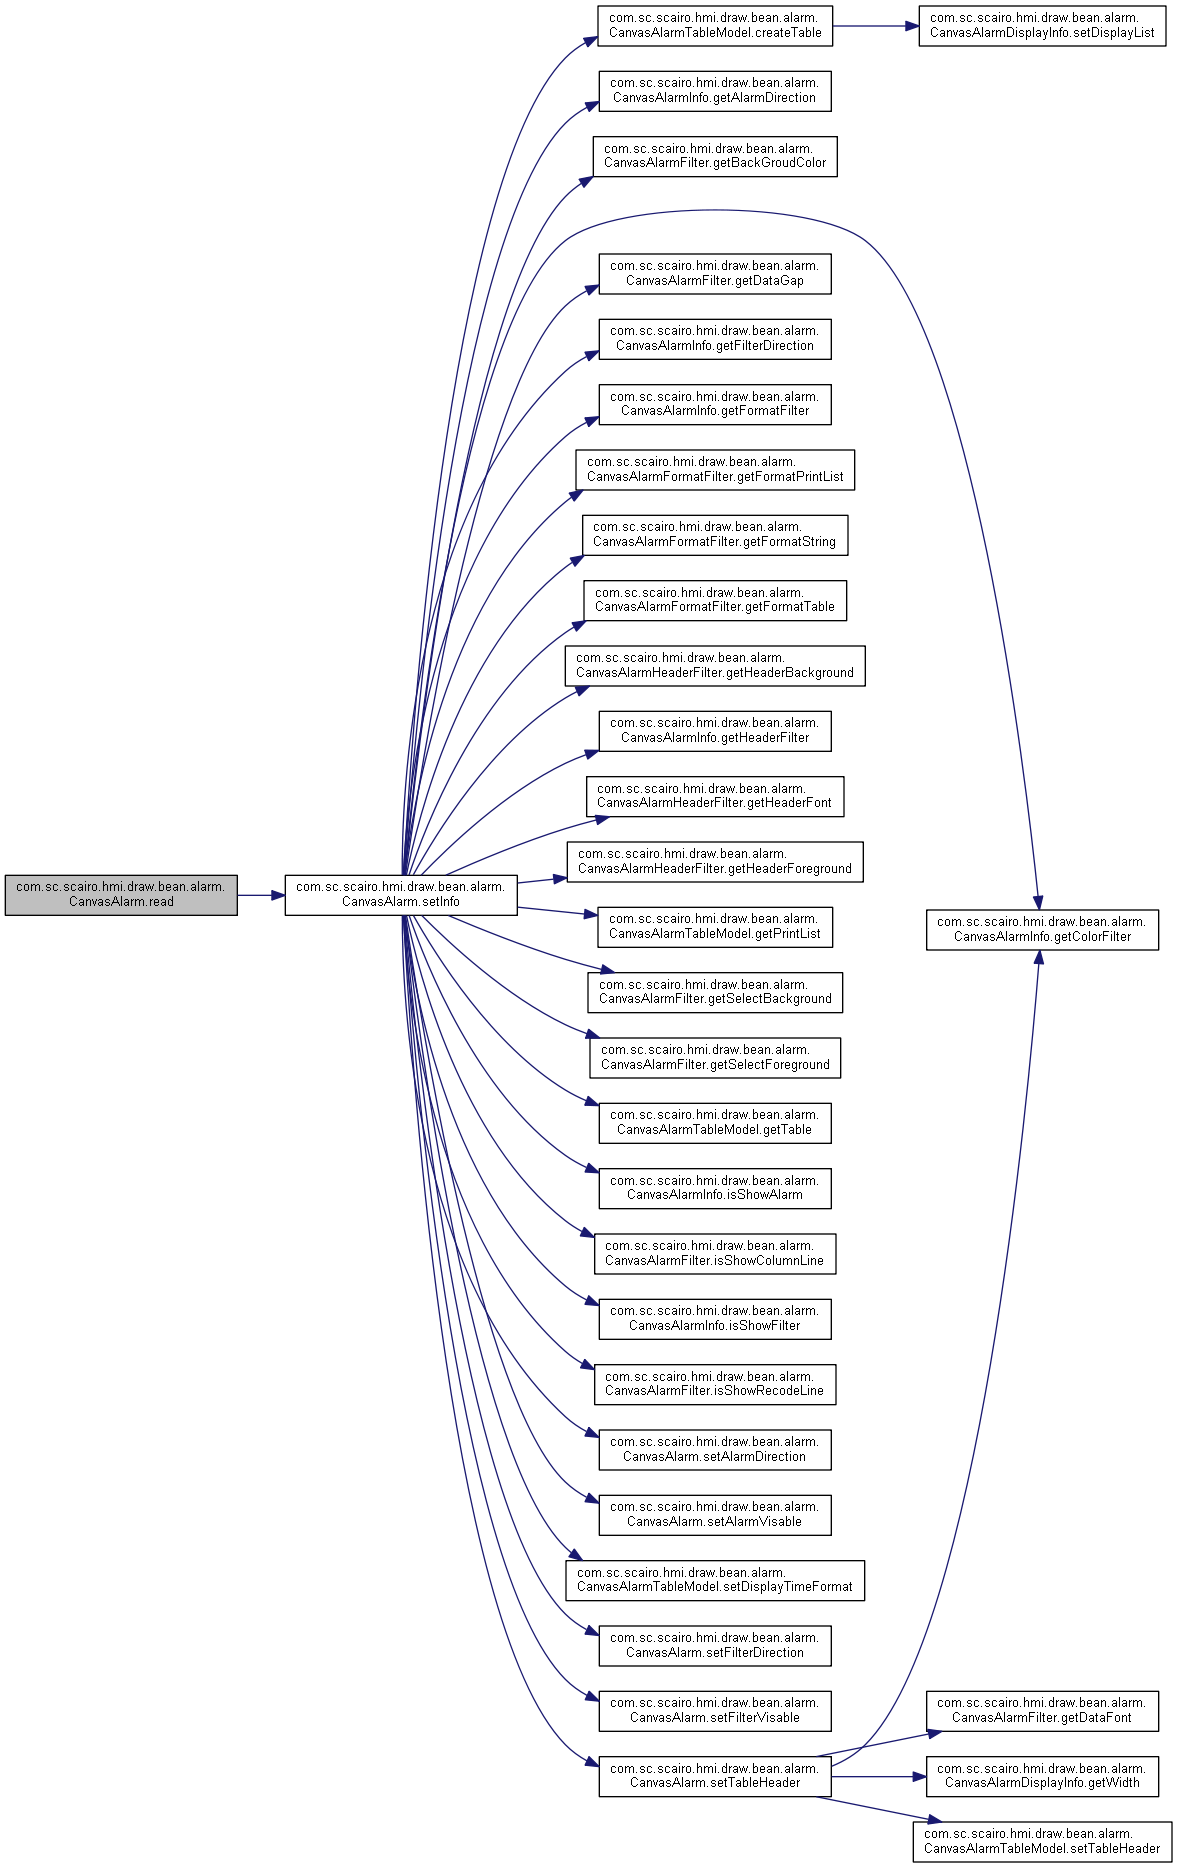 com.sc.scairo.hmi.draw.bean.alarm.
CanvasAlarm.read
com.sc.scairo.hmi.draw.bean.alarm.
CanvasAlarm.setInfo
com.sc.scairo.hmi.draw.bean.alarm.
CanvasAlarmTableModel.createTable
com.sc.scairo.hmi.draw.bean.alarm.
CanvasAlarmDisplayInfo.setDisplayList
com.sc.scairo.hmi.draw.bean.alarm.
CanvasAlarmInfo.getAlarmDirection
com.sc.scairo.hmi.draw.bean.alarm.
CanvasAlarmFilter.getBackGroudColor
com.sc.scairo.hmi.draw.bean.alarm.
CanvasAlarmFilter.getDataGap
com.sc.scairo.hmi.draw.bean.alarm.
CanvasAlarmInfo.getFilterDirection
com.sc.scairo.hmi.draw.bean.alarm.
CanvasAlarmInfo.getFormatFilter
com.sc.scairo.hmi.draw.bean.alarm.
CanvasAlarmFormatFilter.getFormatPrintList
com.sc.scairo.hmi.draw.bean.alarm.
CanvasAlarmFormatFilter.getFormatString
com.sc.scairo.hmi.draw.bean.alarm.
CanvasAlarmFormatFilter.getFormatTable
com.sc.scairo.hmi.draw.bean.alarm.
CanvasAlarmHeaderFilter.getHeaderBackground
com.sc.scairo.hmi.draw.bean.alarm.
CanvasAlarmInfo.getHeaderFilter
com.sc.scairo.hmi.draw.bean.alarm.
CanvasAlarmHeaderFilter.getHeaderFont
com.sc.scairo.hmi.draw.bean.alarm.
CanvasAlarmHeaderFilter.getHeaderForeground
com.sc.scairo.hmi.draw.bean.alarm.
CanvasAlarmTableModel.getPrintList
com.sc.scairo.hmi.draw.bean.alarm.
CanvasAlarmInfo.getColorFilter
com.sc.scairo.hmi.draw.bean.alarm.
CanvasAlarmFilter.getSelectBackground
com.sc.scairo.hmi.draw.bean.alarm.
CanvasAlarmFilter.getSelectForeground
com.sc.scairo.hmi.draw.bean.alarm.
CanvasAlarmTableModel.getTable
com.sc.scairo.hmi.draw.bean.alarm.
CanvasAlarmInfo.isShowAlarm
com.sc.scairo.hmi.draw.bean.alarm.
CanvasAlarmFilter.isShowColumnLine
com.sc.scairo.hmi.draw.bean.alarm.
CanvasAlarmInfo.isShowFilter
com.sc.scairo.hmi.draw.bean.alarm.
CanvasAlarmFilter.isShowRecodeLine
com.sc.scairo.hmi.draw.bean.alarm.
CanvasAlarm.setAlarmDirection
com.sc.scairo.hmi.draw.bean.alarm.
CanvasAlarm.setAlarmVisable
com.sc.scairo.hmi.draw.bean.alarm.
CanvasAlarmTableModel.setDisplayTimeFormat
com.sc.scairo.hmi.draw.bean.alarm.
CanvasAlarm.setFilterDirection
com.sc.scairo.hmi.draw.bean.alarm.
CanvasAlarm.setFilterVisable
com.sc.scairo.hmi.draw.bean.alarm.
CanvasAlarm.setTableHeader
com.sc.scairo.hmi.draw.bean.alarm.
CanvasAlarmFilter.getDataFont
com.sc.scairo.hmi.draw.bean.alarm.
CanvasAlarmDisplayInfo.getWidth
com.sc.scairo.hmi.draw.bean.alarm.
CanvasAlarmTableModel.setTableHeader